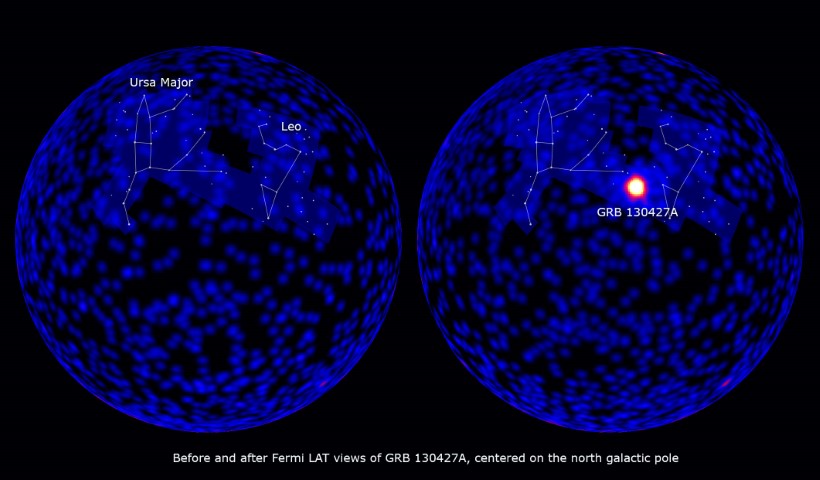 Ursa Major
Leo
GRB 130427A
Before and after Fermi LAT views of GRB 130427A, centered on the north galactic pole